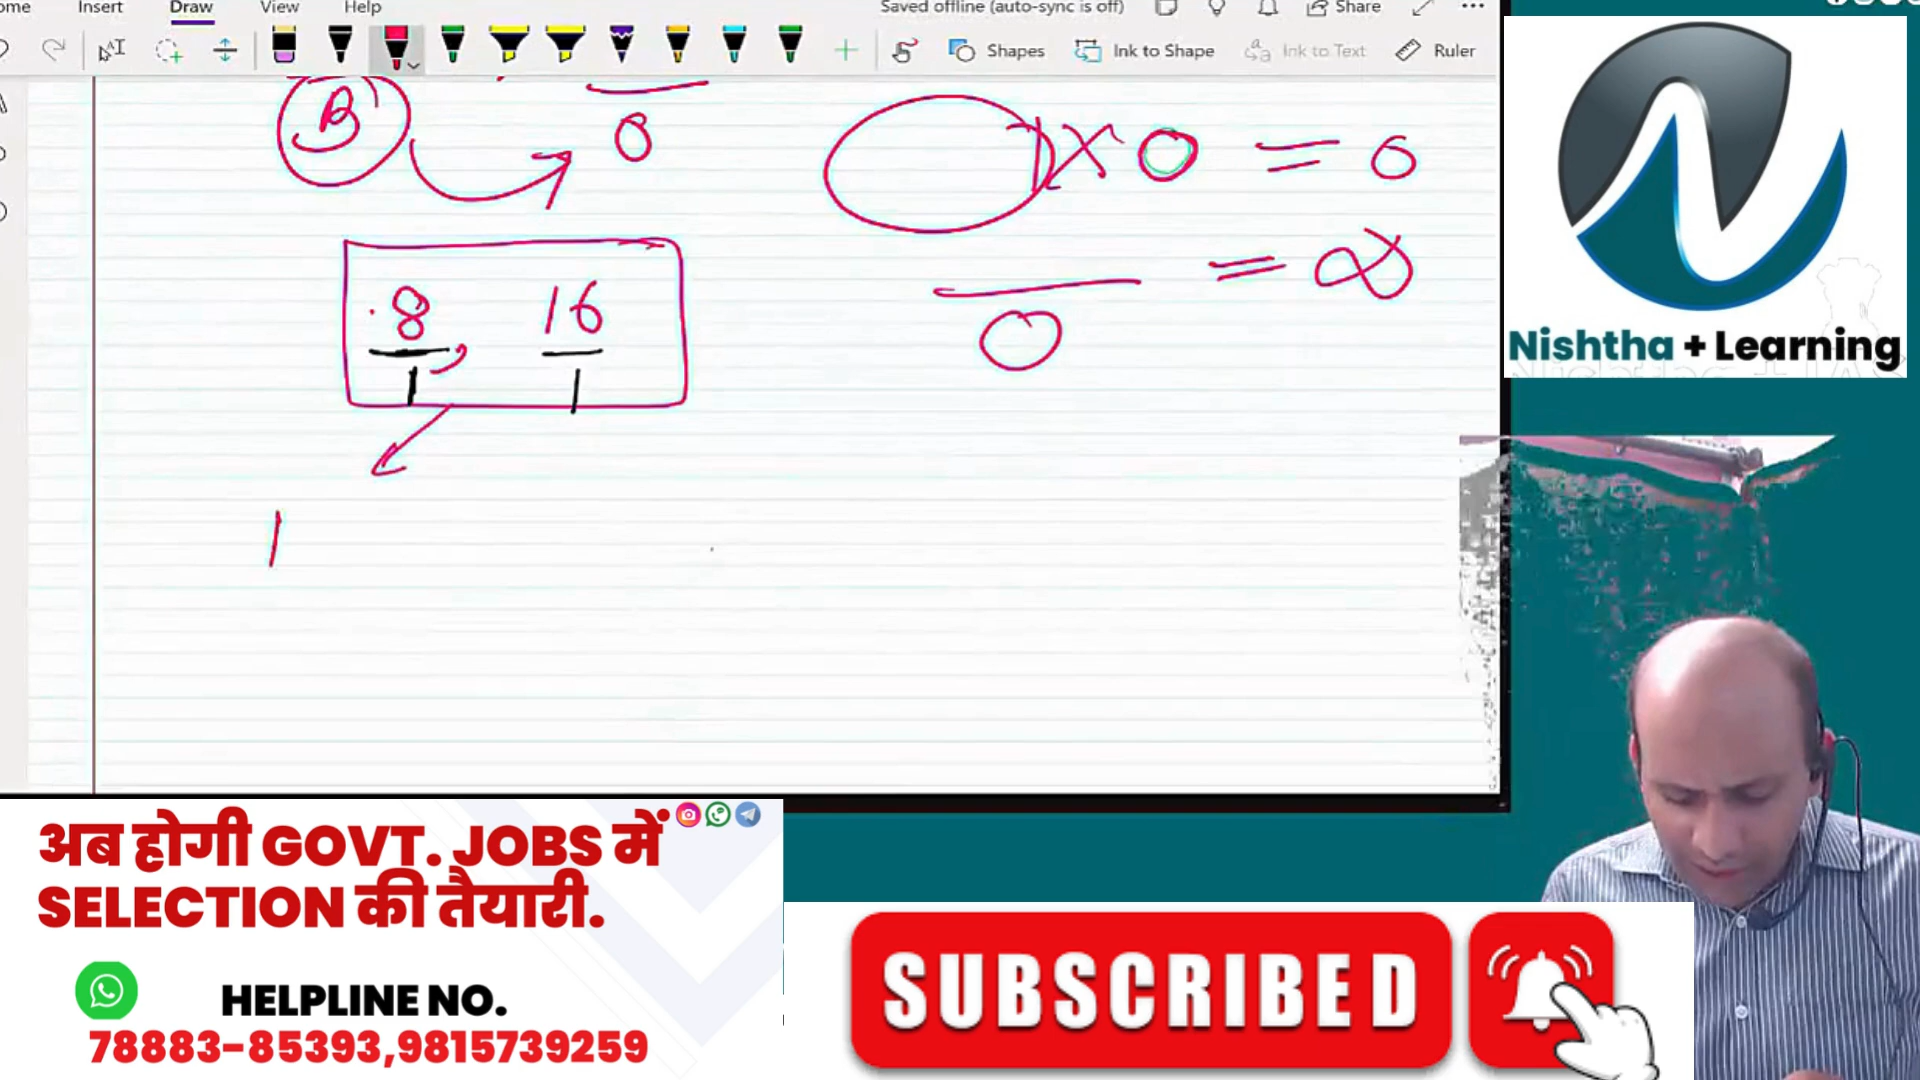 Insert Draw View Help Saved offline (auto-sync is off) Share
Shapes Ink to Shape Ink to Text Ruler
B
0
× 0 = 0
8, 16
1 1
0
= ∞
1
Nishtha + Learning
अब होगी GOVT. JOBS में
SELECTION की तैयारी.
HELPLINE NO.
78883-85393,9815739259
SUBSCRIBED